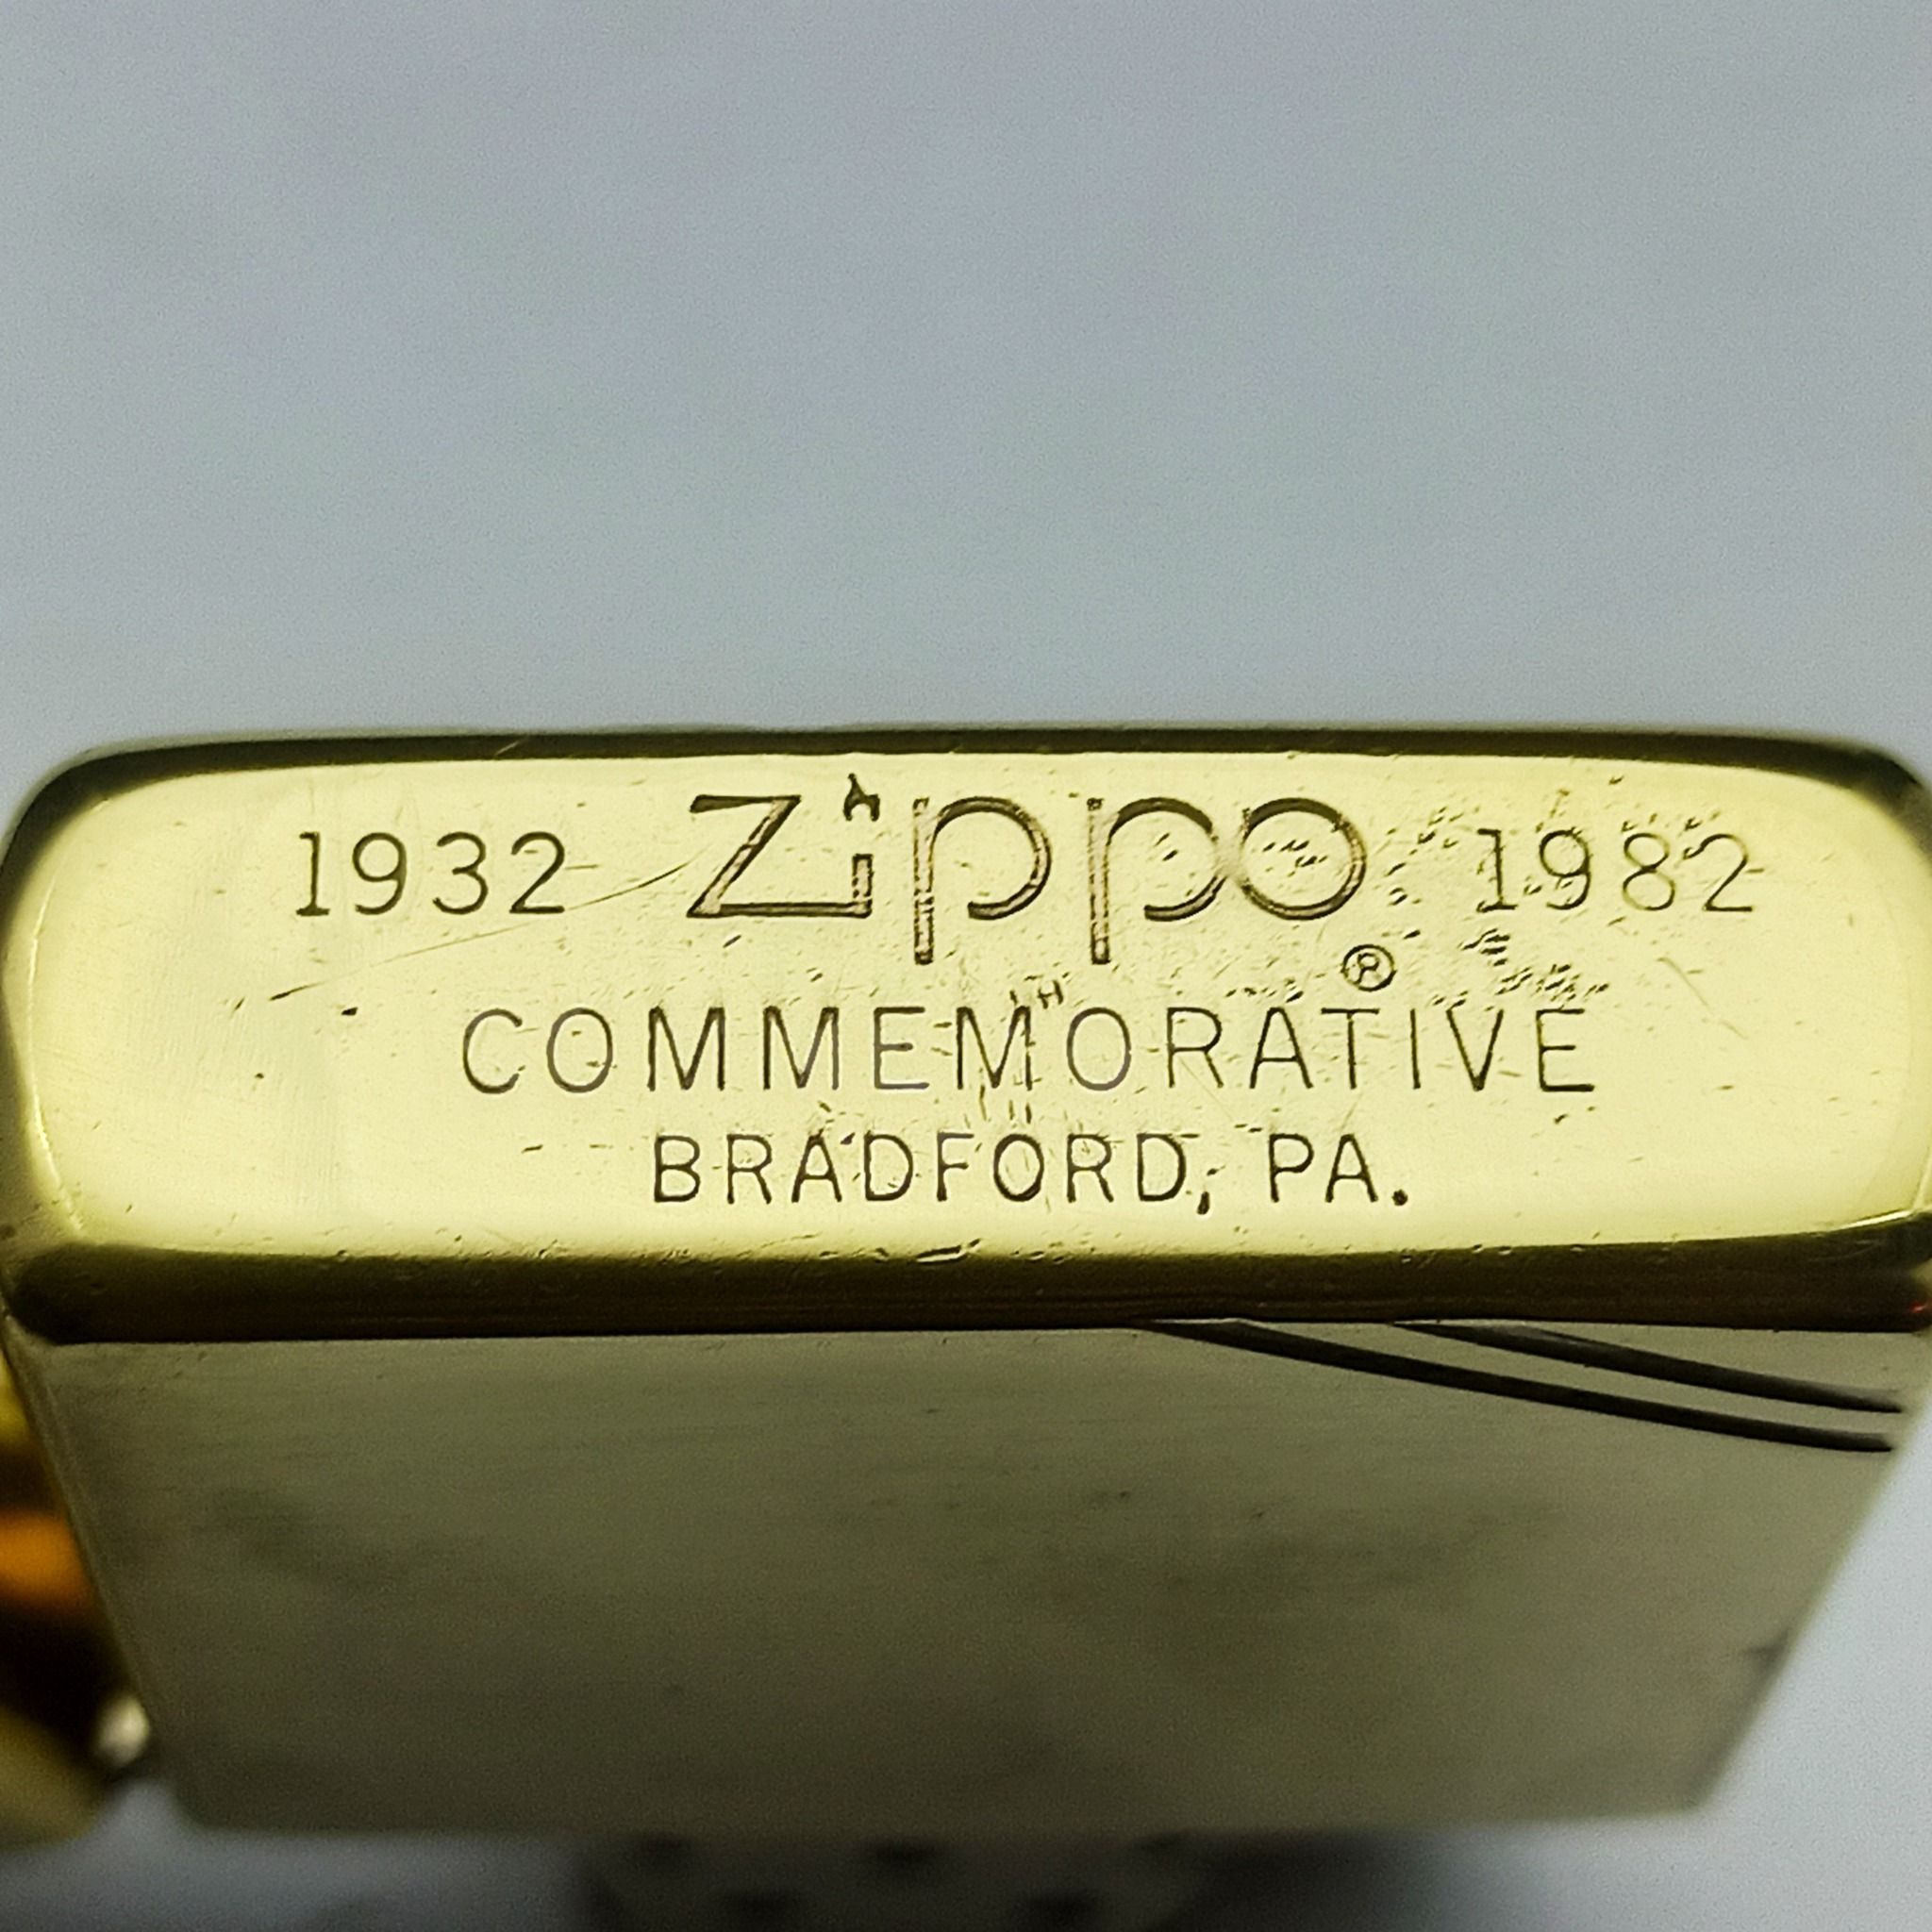 1932 Zippo ® 1982
COMMEMORATIVE
BRADFORD, PA.